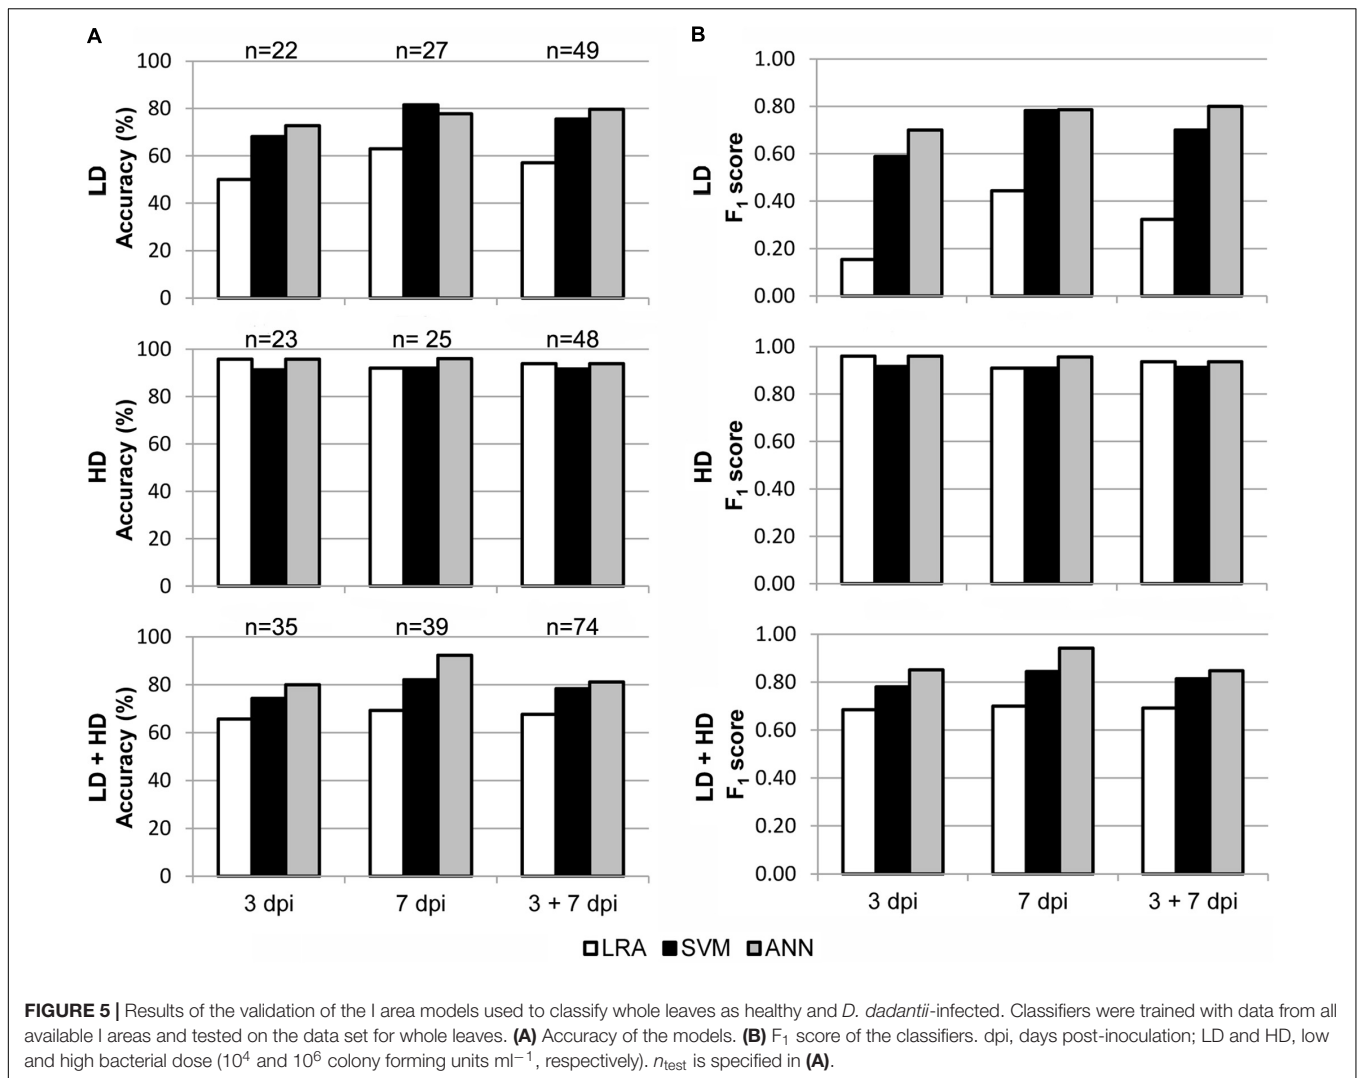 A
B
n=22 n=27 n=49
100
80
60
40
20
0
LD
Accuracy (%)
1.00
0.80
0.60
0.40
0.20
0.00
LD
F1 score
n=23 n= 25 n=48
100
80
60
40
20
0
HD
Accuracy (%)
1.00
0.80
0.60
0.40
0.20
0.00
HD
F1 score
n=35 n=39 n=74
100
80
60
40
20
0
LD + HD
Accuracy (%)
3 dpi 7 dpi 3 + 7 dpi
1.00
0.80
0.60
0.40
0.20
0.00
LD + HD
F1 score
3 dpi 7 dpi 3 + 7 dpi
LRA SVM ANN
FIGURE 5 | Results of the validation of the I area models used to classify whole leaves as healthy and D. dadantii-infected. Classifiers were trained with data from all
available I areas and tested on the data set for whole leaves. (A) Accuracy of the models. (B) F1 score of the classifiers. dpi, days post-inoculation; LD and HD, low
and high bacterial dose (10⁴ and 10⁶ colony forming units ml⁻¹, respectively). ntest is specified in (A).